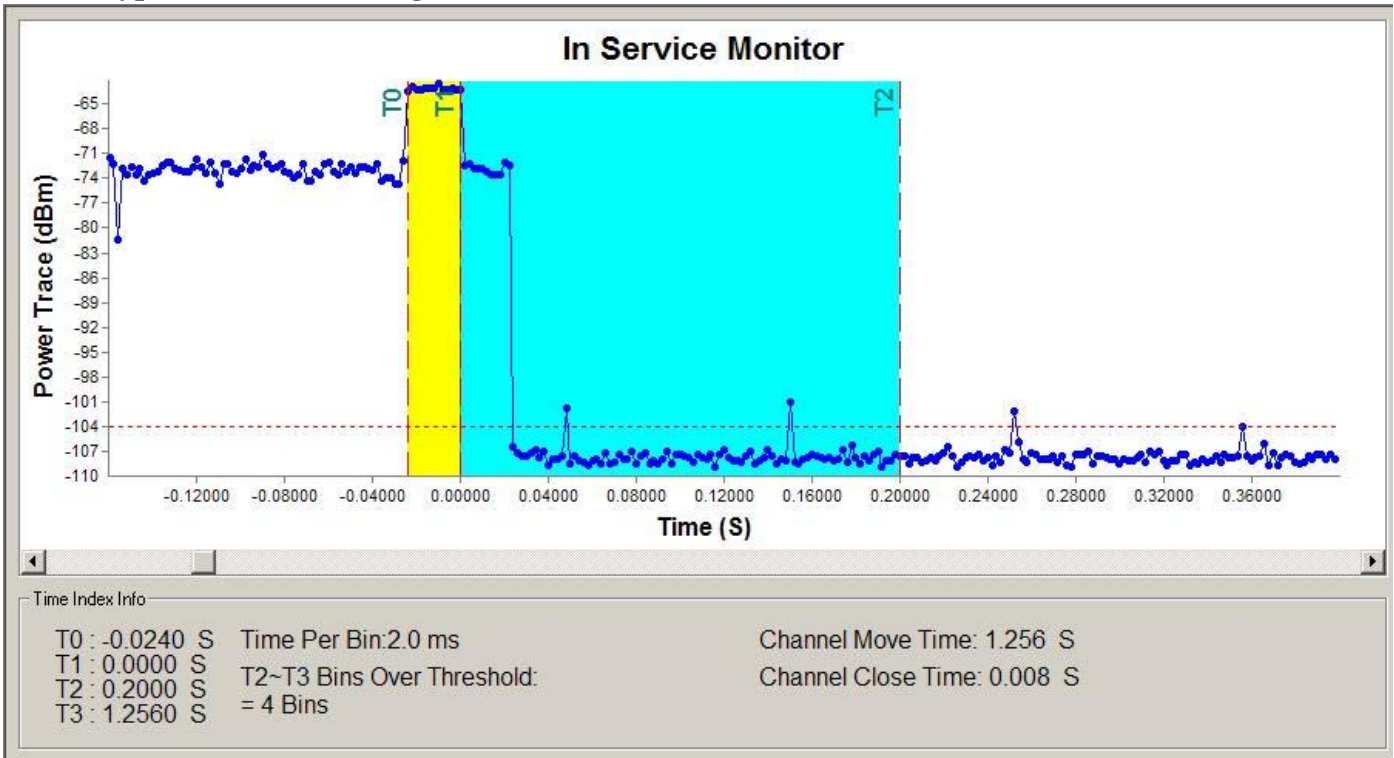 In Service Monitor
T0
T1
T2
Power Trace (dBm)
-65
-68
-71
-74
-77
-80
-83
-86
-89
-92
-95
-98
-101
-104
-107
-110
-0.12000 -0.08000 -0.04000 0.00000 0.04000 0.08000 0.12000 0.16000 0.20000 0.24000 0.28000 0.32000 0.36000
Time (S)
Time Index Info
T0 : -0.0240 S
T1 : 0.0000 S
T2 : 0.2000 S
T3 : 1.2560 S
Time Per Bin:2.0 ms
T2~T3 Bins Over Threshold:
= 4 Bins
Channel Move Time: 1.256 S
Channel Close Time: 0.008 S